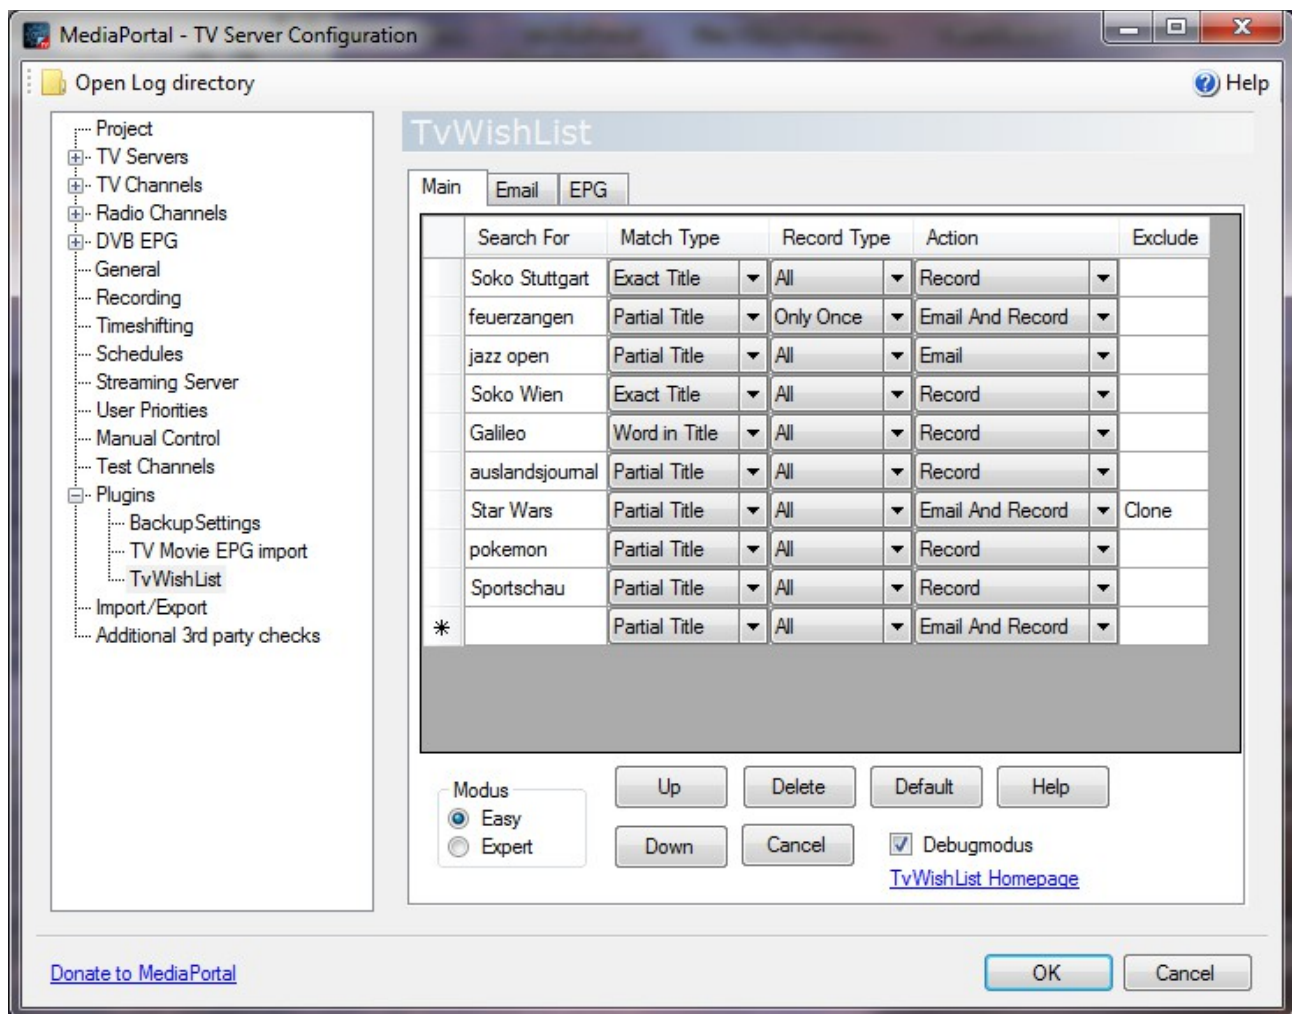 MediaPortal - TV Server Configuration
Open Log directory
Help
Project
TV Servers
TV Channels
Radio Channels
DVB EPG
General
Recording
Timeshifting
Schedules
Streaming Server
User Priorities
Manual Control
Test Channels
Plugins
BackupSettings
TV Movie EPG import
TvWishList
Import/Export
Additional 3rd party checks
TvWishList
Main Email EPG
Search For Match Type Record Type Action Exclude
Soko Stuttgart Exact Title All Record
feuerzangen Partial Title Only Once Email And Record
jazz open Partial Title All Email
Soko Wien Exact Title All Record
Galileo Word in Title All Record
auslandsjournal Partial Title All Record
Star Wars Partial Title All Email And Record Clone
pokemon Partial Title All Record
Sportschau Partial Title All Record
* Partial Title All Email And Record
Modus
Easy
Expert
Up Delete Default Help
Down Cancel Debugmodus
TvWishList Homepage
Donate to MediaPortal
OK Cancel